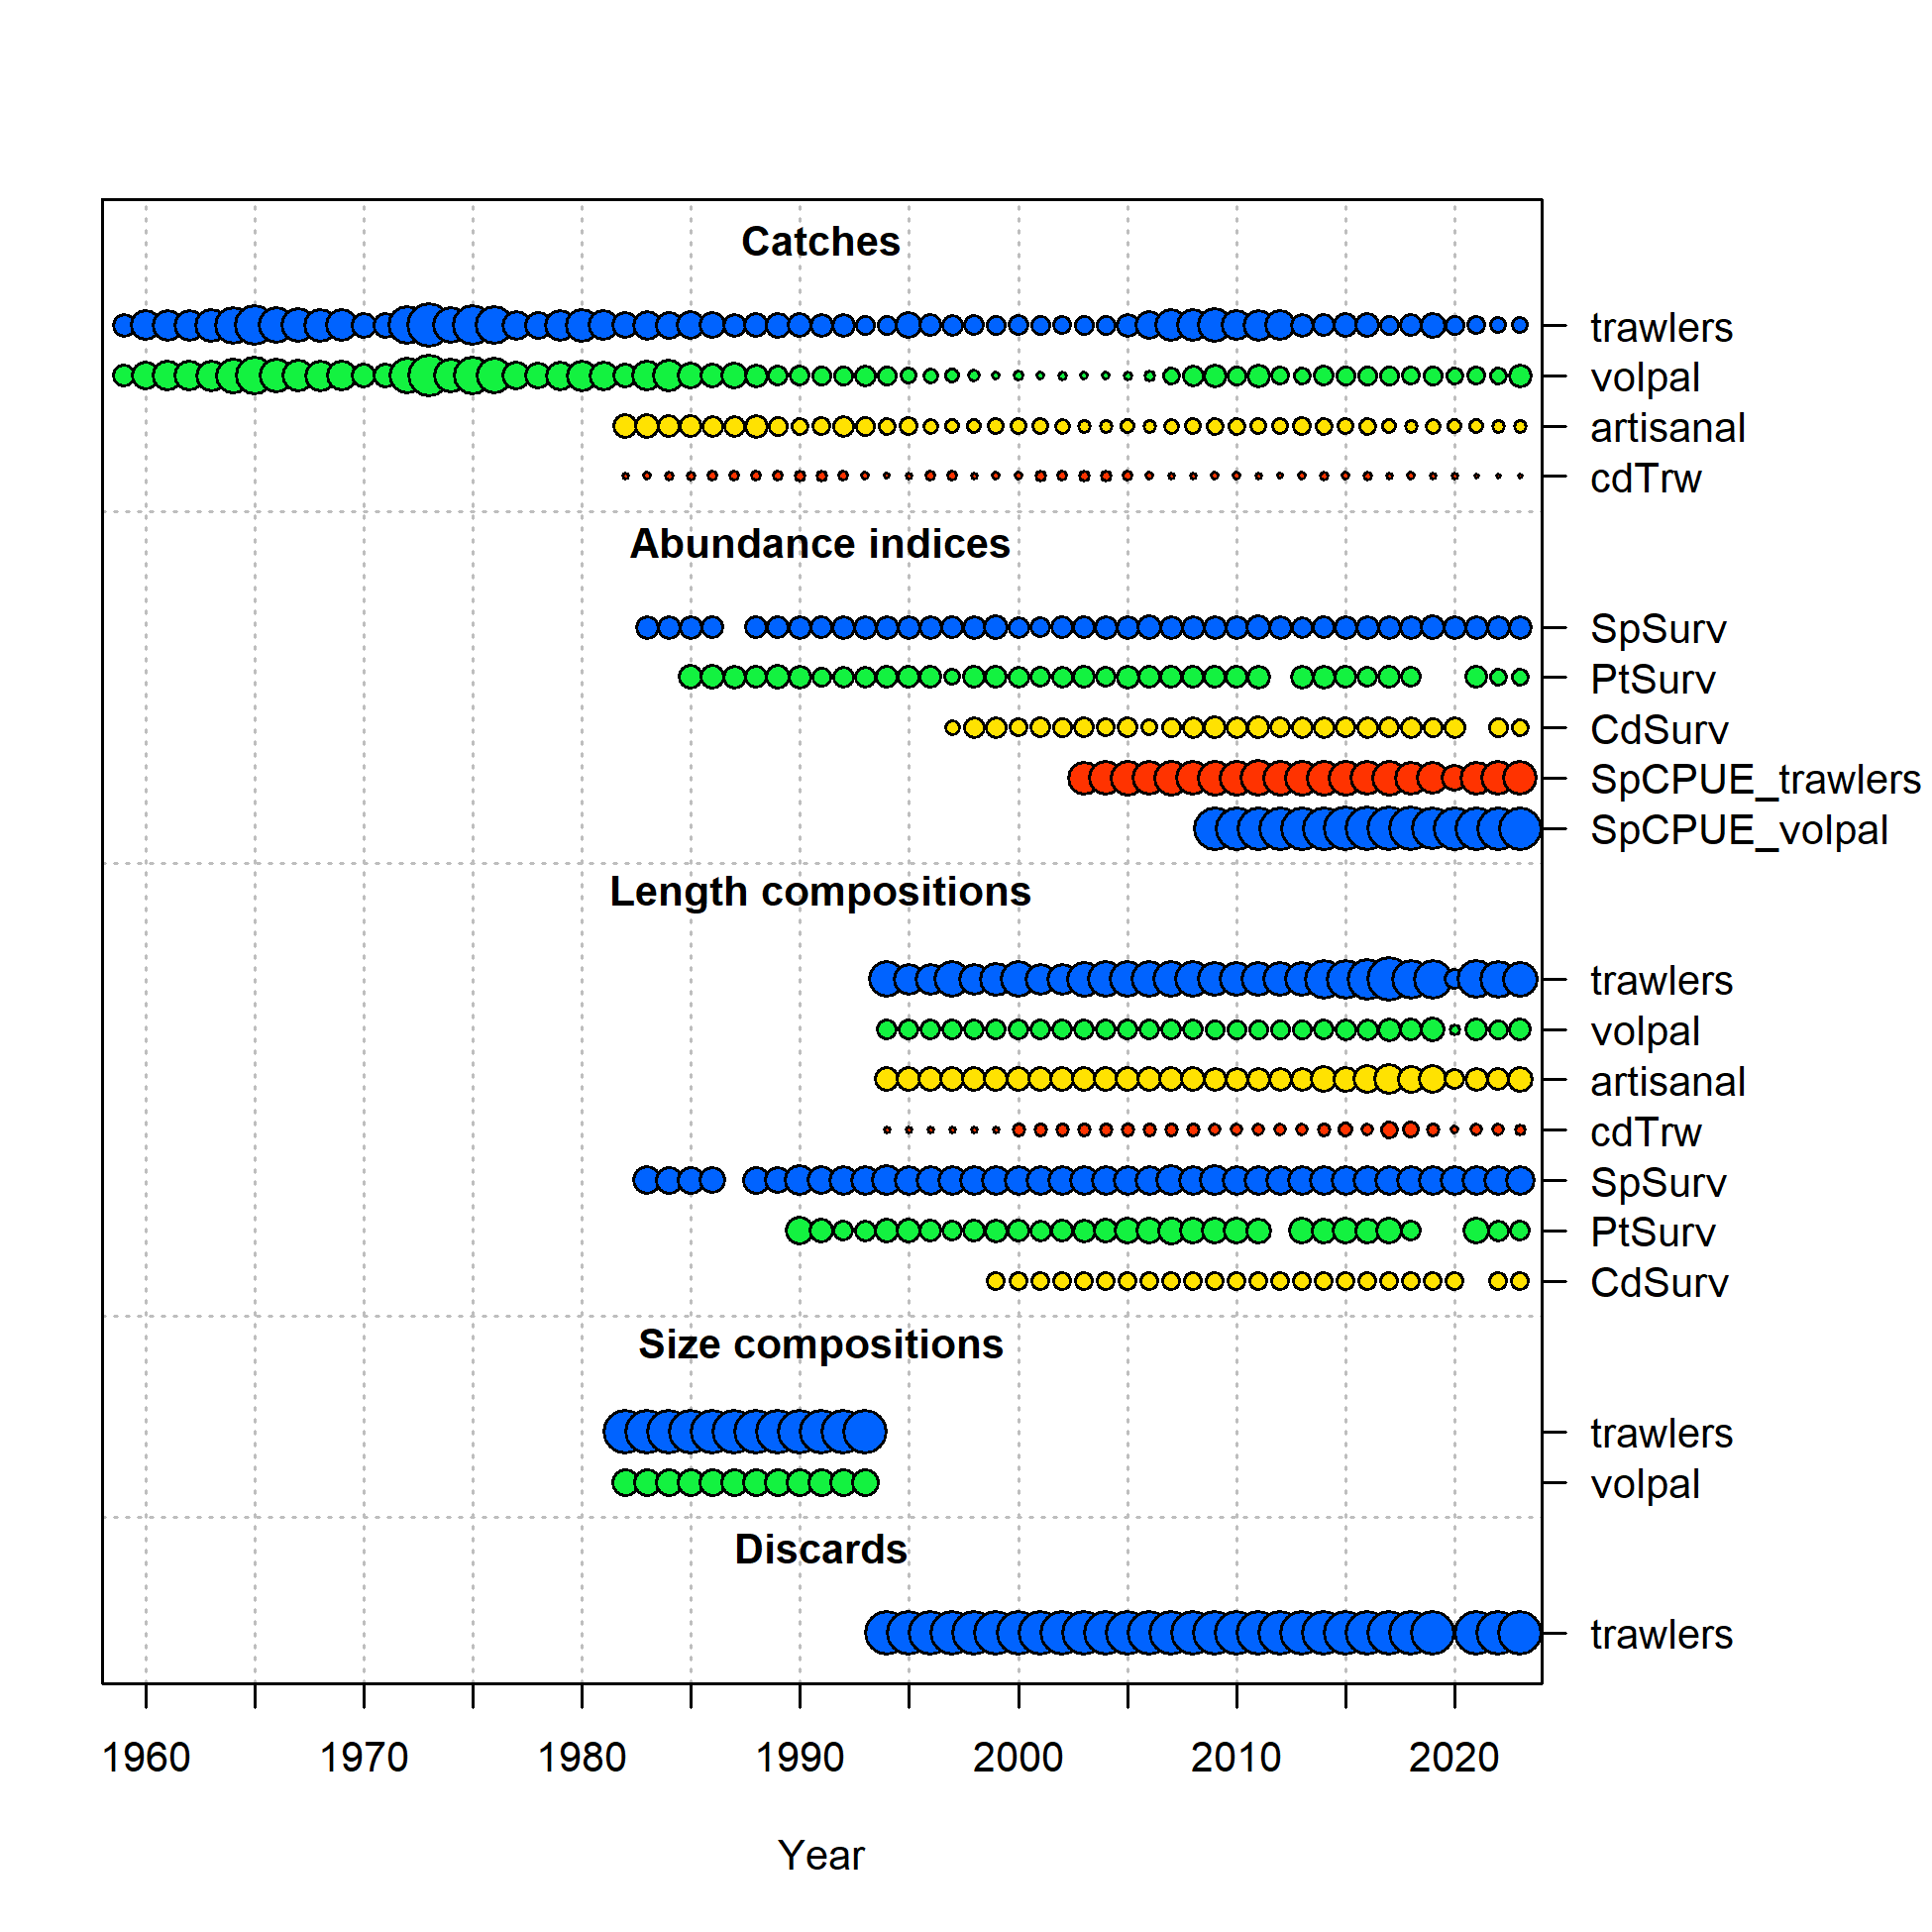 Catches
trawlers
volpal
artisanal
cdTrw
Abundance indices
SpSurv
PtSurv
CdSurv
SpCPUE_trawlers
SpCPUE_volpal
Length compositions
trawlers
volpal
artisanal
cdTrw
SpSurv
PtSurv
CdSurv
Size compositions
trawlers
volpal
Discards
trawlers
1960 1970 1980 1990 2000 2010 2020
Year